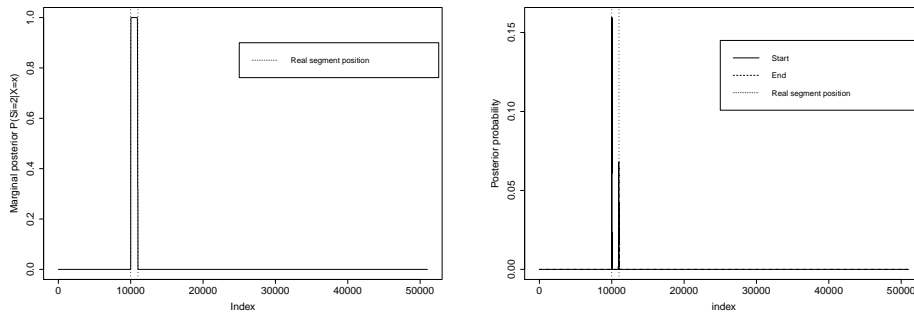 Marginal posterior P(Si=2|X=x)
1.0
0.8
0.6
0.4
0.2
0.0
Real segment position
0 10000 20000 30000 40000 50000
Index
Posterior probability
0.15
0.10
0.05
0.00
Start
End
Real segment position
0 10000 20000 30000 40000 50000
index